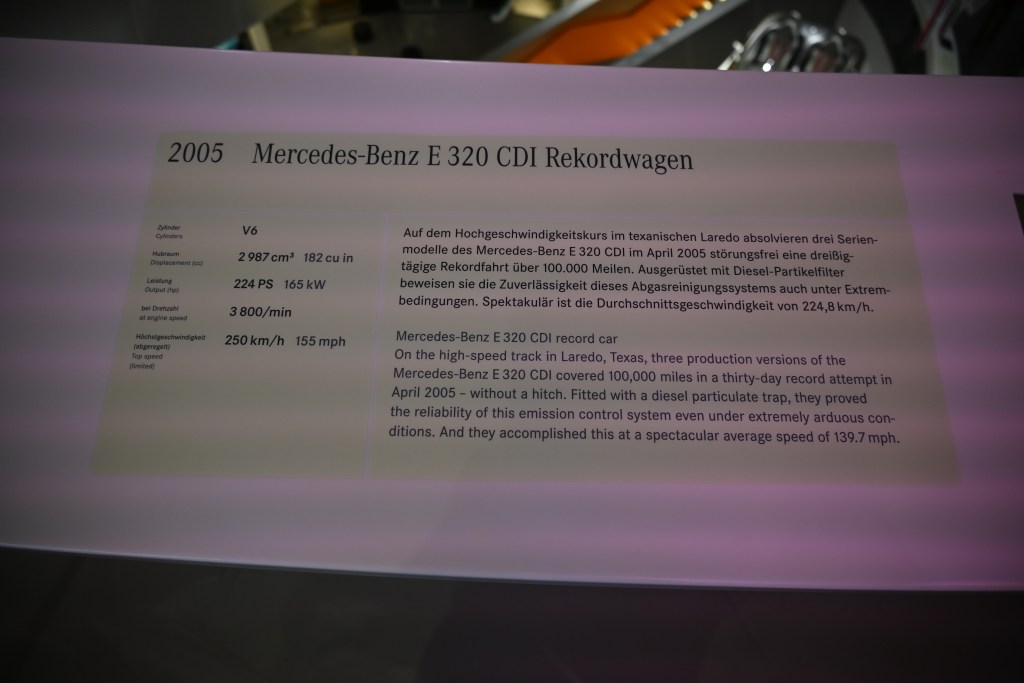 2005 Mercedes-Benz E 320 CDI Rekordwagen
Zylinder
Cylinders
V6
Hubraum
Displacement (cc)
2 987 cm³ 182 cu in
Leistung
Output (hp)
224 PS 165 kW
bei Drehzahl
at engine speed
3 800/min
Höchstgeschwindigkeit
(abgeregelt)
Top speed
(limited)
250 km/h 155 mph
Auf dem Hochgeschwindigkeitskurs im texanischen Laredo absolvieren drei Serien-
modelle des Mercedes-Benz E 320 CDI im April 2005 störungsfrei eine dreißig-
tägige Rekordfahrt über 100.000 Meilen. Ausgerüstet mit Diesel-Partikelfilter
beweisen sie die Zuverlässigkeit dieses Abgasreinigungssystems auch unter Extrem-
bedingungen. Spektakulär ist die Durchschnittsgeschwindigkeit von 224,8 km/h.
Mercedes-Benz E 320 CDI record car
On the high-speed track in Laredo, Texas, three production versions of the
Mercedes-Benz E 320 CDI covered 100,000 miles in a thirty-day record attempt in
April 2005 – without a hitch. Fitted with a diesel particulate trap, they proved
the reliability of this emission control system even under extremely arduous con-
ditions. And they accomplished this at a spectacular average speed of 139.7 mph.